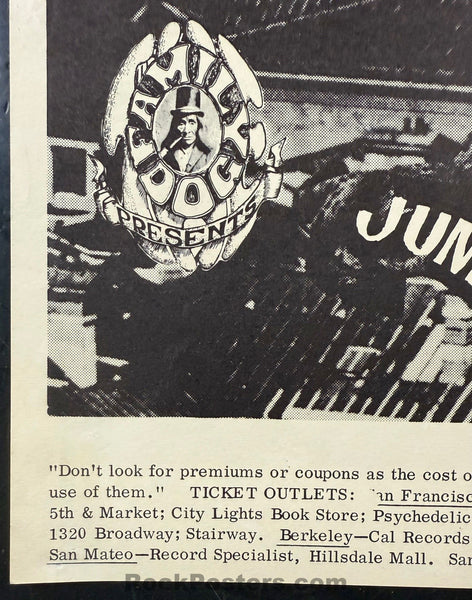 FAMILY
DOG
PRESENTS
JUN
"Don't look for premiums or coupons as the cost o
use of them." TICKET OUTLETS: an Francisc
5th & Market; City Lights Book Store; Psychedelic
1320 Broadway; Stairway. Berkeley—Cal Records
San Mateo—Record Specialist, Hillsdale Mall. Sa
RockPosters.com